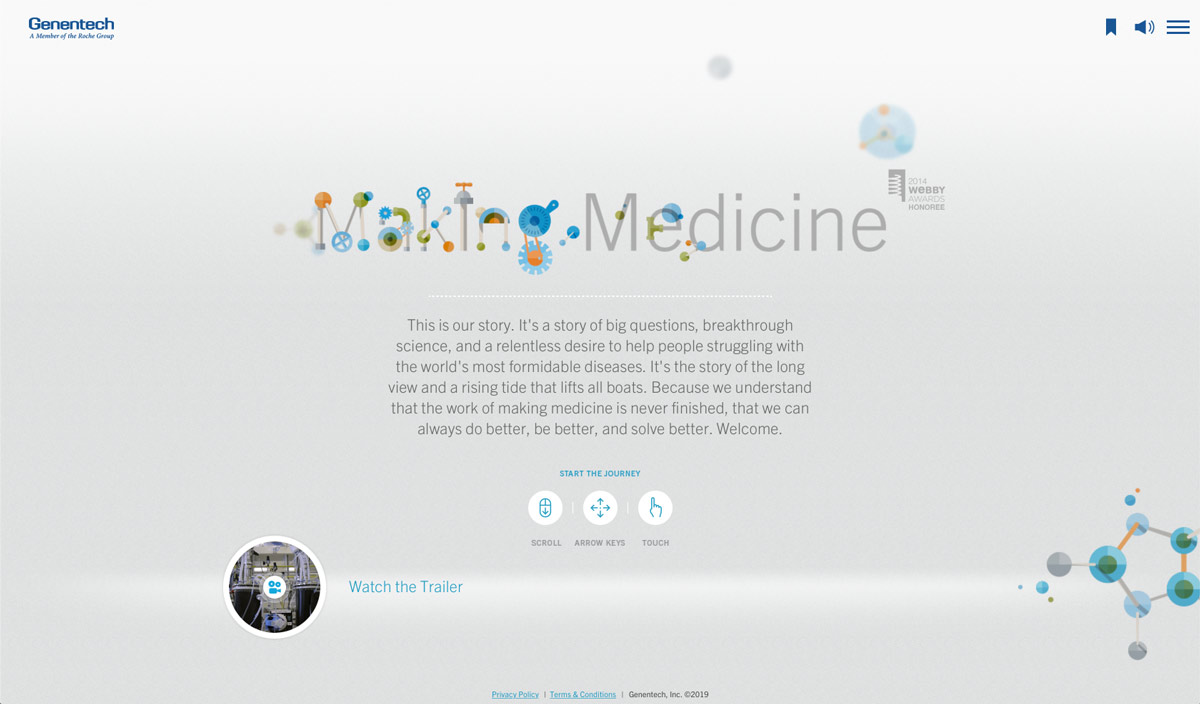 Genentech
A Member of the Roche Group
Making Medicine
2014
WEBBY
AWARDS
HONOREE
This is our story. It's a story of big questions, breakthrough
science, and a relentless desire to help people struggling with
the world's most formidable diseases. It's the story of the long
view and a rising tide that lifts all boats. Because we understand
that the work of making medicine is never finished, that we can
always do better, be better, and solve better. Welcome.
START THE JOURNEY
SCROLL ARROW KEYS TOUCH
Watch the Trailer
Privacy Policy | Terms & Conditions | Genentech, Inc. ©2019